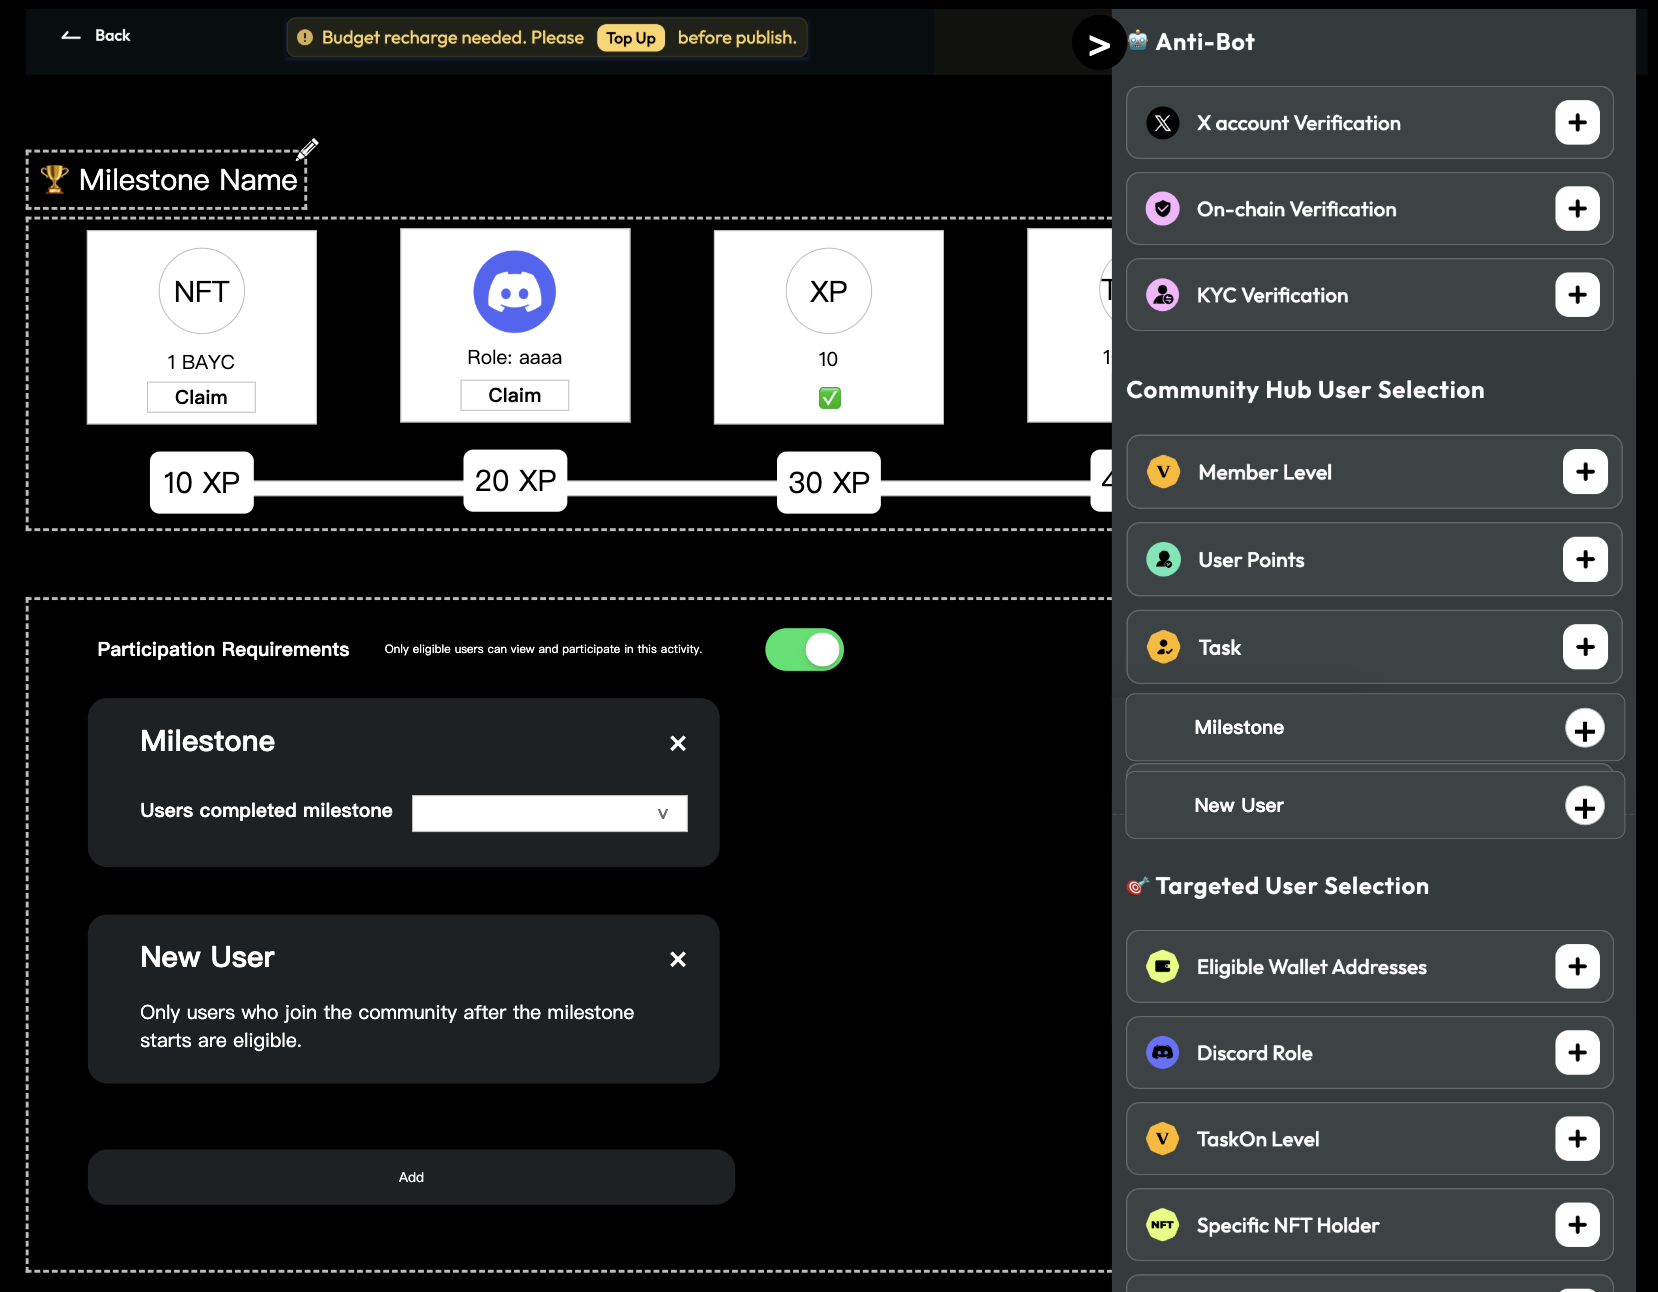 Back
Budget recharge needed. Please Top Up before publish.
>
Milestone Name
NFT
1 BAYC
Claim
10 XP
Role: aaaa
Claim
20 XP
XP
10
30 XP
Participation Requirements
Only eligible users can view and participate in this activity.
Milestone
Users completed milestone
v
New User
Only users who join the community after the milestone
starts are eligible.
Add
Anti-Bot
X account Verification
On-chain Verification
KYC Verification
Community Hub User Selection
V
Member Level
User Points
Task
Milestone
New User
Targeted User Selection
Eligible Wallet Addresses
Discord Role
V
TaskOn Level
NFT
Specific NFT Holder